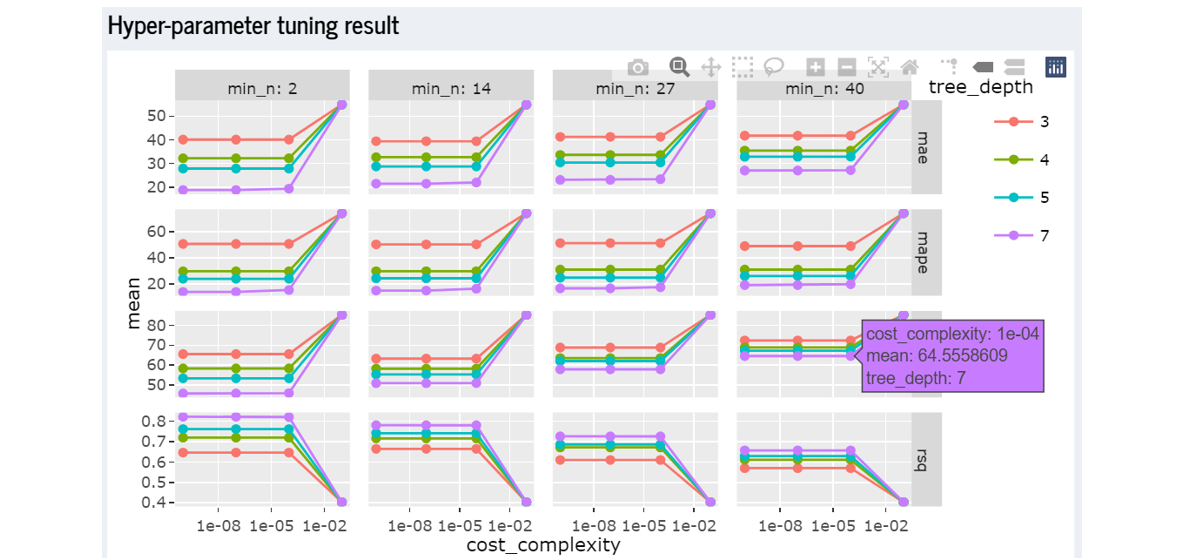 Hyper-parameter tuning result
min_n: 2
min_n: 14
min_n: 27
min_n: 40
tree_depth
3
4
5
7
50
40
30
20
mae
60
40
20
mape
mean
80
70
60
50
cost_complexity: 1e-04
mean: 64.5558609
tree_depth: 7
0.8
0.7
0.6
0.5
0.4
rsq
1e-08 1e-05 1e-02
1e-08 1e-05 1e-02
1e-08 1e-05 1e-02
1e-08 1e-05 1e-02
cost_complexity